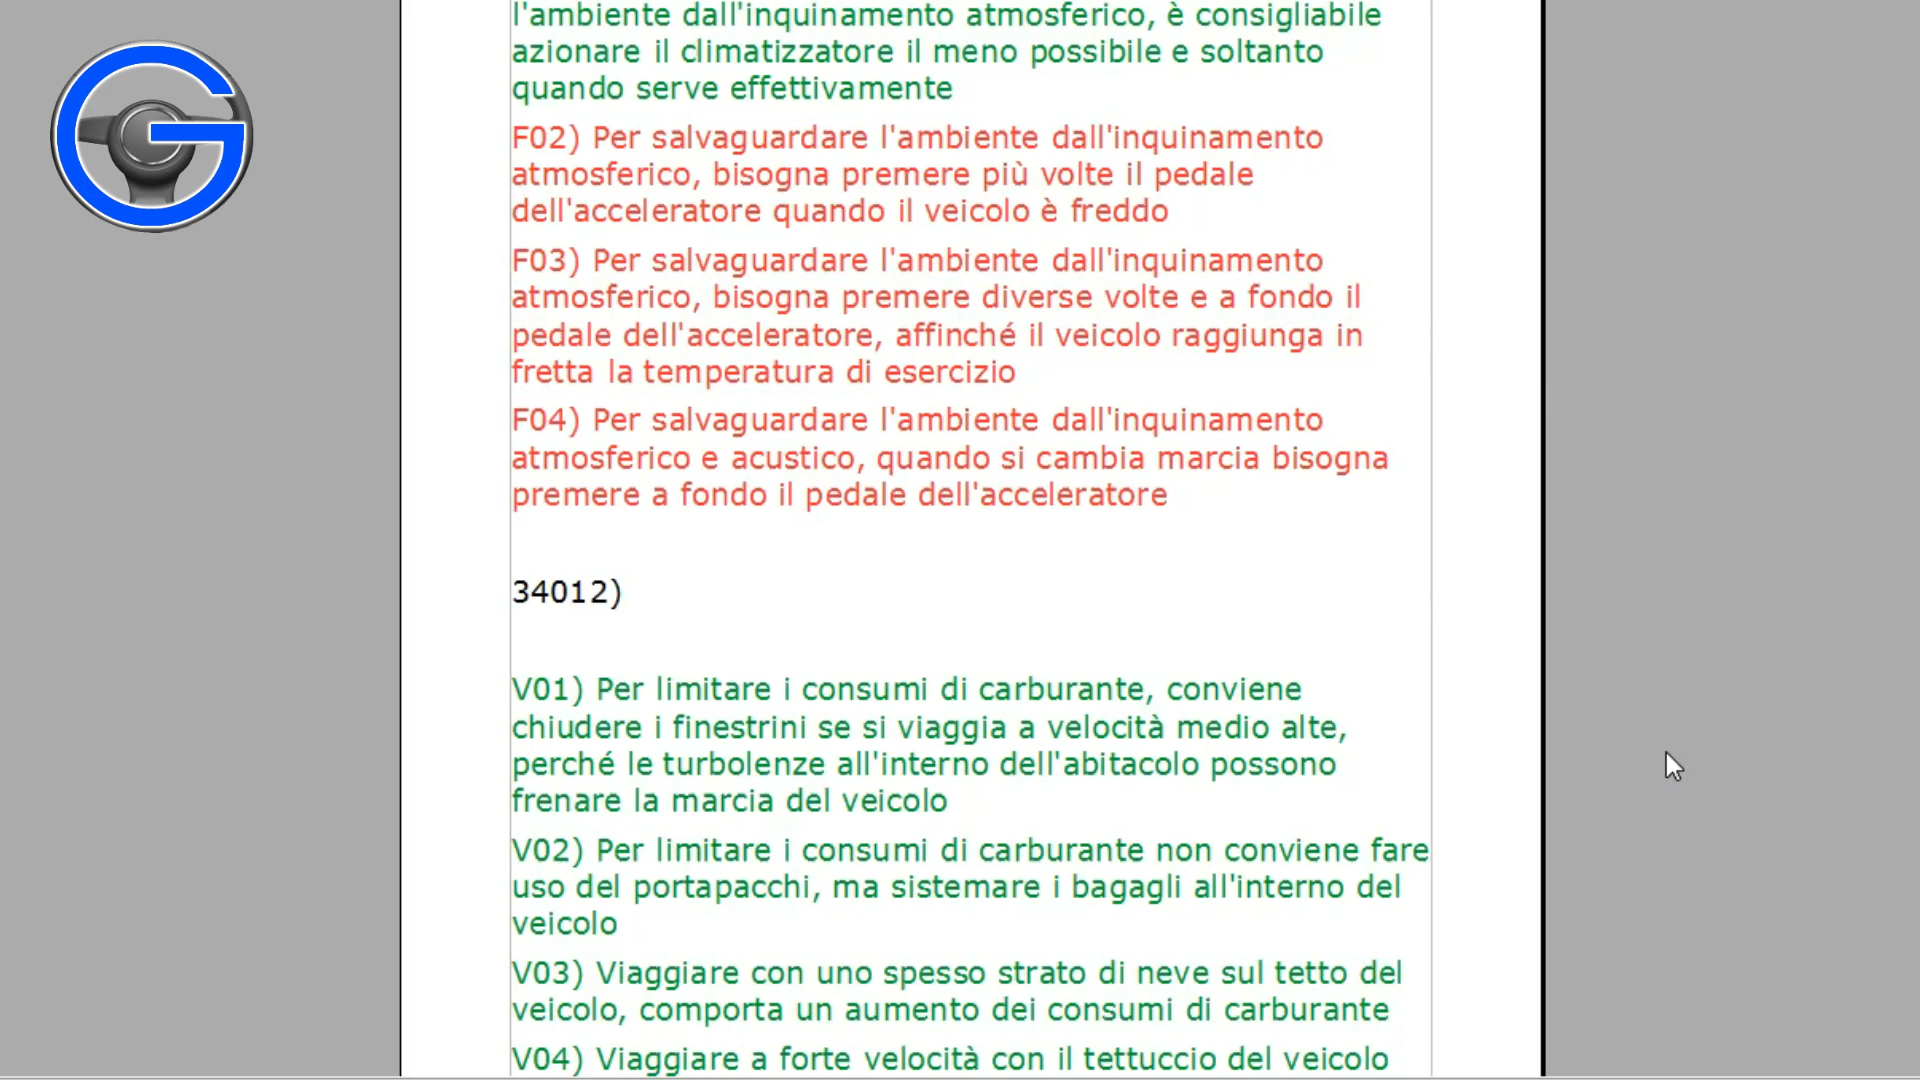 l'ambiente dall'inquinamento atmosferico, è consigliabile
azionare il climatizzatore il meno possibile e soltanto
quando serve effettivamente
F02) Per salvaguardare l'ambiente dall'inquinamento
atmosferico, bisogna premere più volte il pedale
dell'acceleratore quando il veicolo è freddo
F03) Per salvaguardare l'ambiente dall'inquinamento
atmosferico, bisogna premere diverse volte e a fondo il
pedale dell'acceleratore, affinché il veicolo raggiunga in
fretta la temperatura di esercizio
F04) Per salvaguardare l'ambiente dall'inquinamento
atmosferico e acustico, quando si cambia marcia bisogna
premere a fondo il pedale dell'acceleratore
34012)
V01) Per limitare i consumi di carburante, conviene
chiudere i finestrini se si viaggia a velocità medio alte,
perché le turbolenze all'interno dell'abitacolo possono
frenare la marcia del veicolo
V02) Per limitare i consumi di carburante non conviene fare
uso del portapacchi, ma sistemare i bagagli all'interno del
veicolo
V03) Viaggiare con uno spesso strato di neve sul tetto del
veicolo, comporta un aumento dei consumi di carburante
V04) Viaggiare a forte velocità con il tettuccio del veicolo